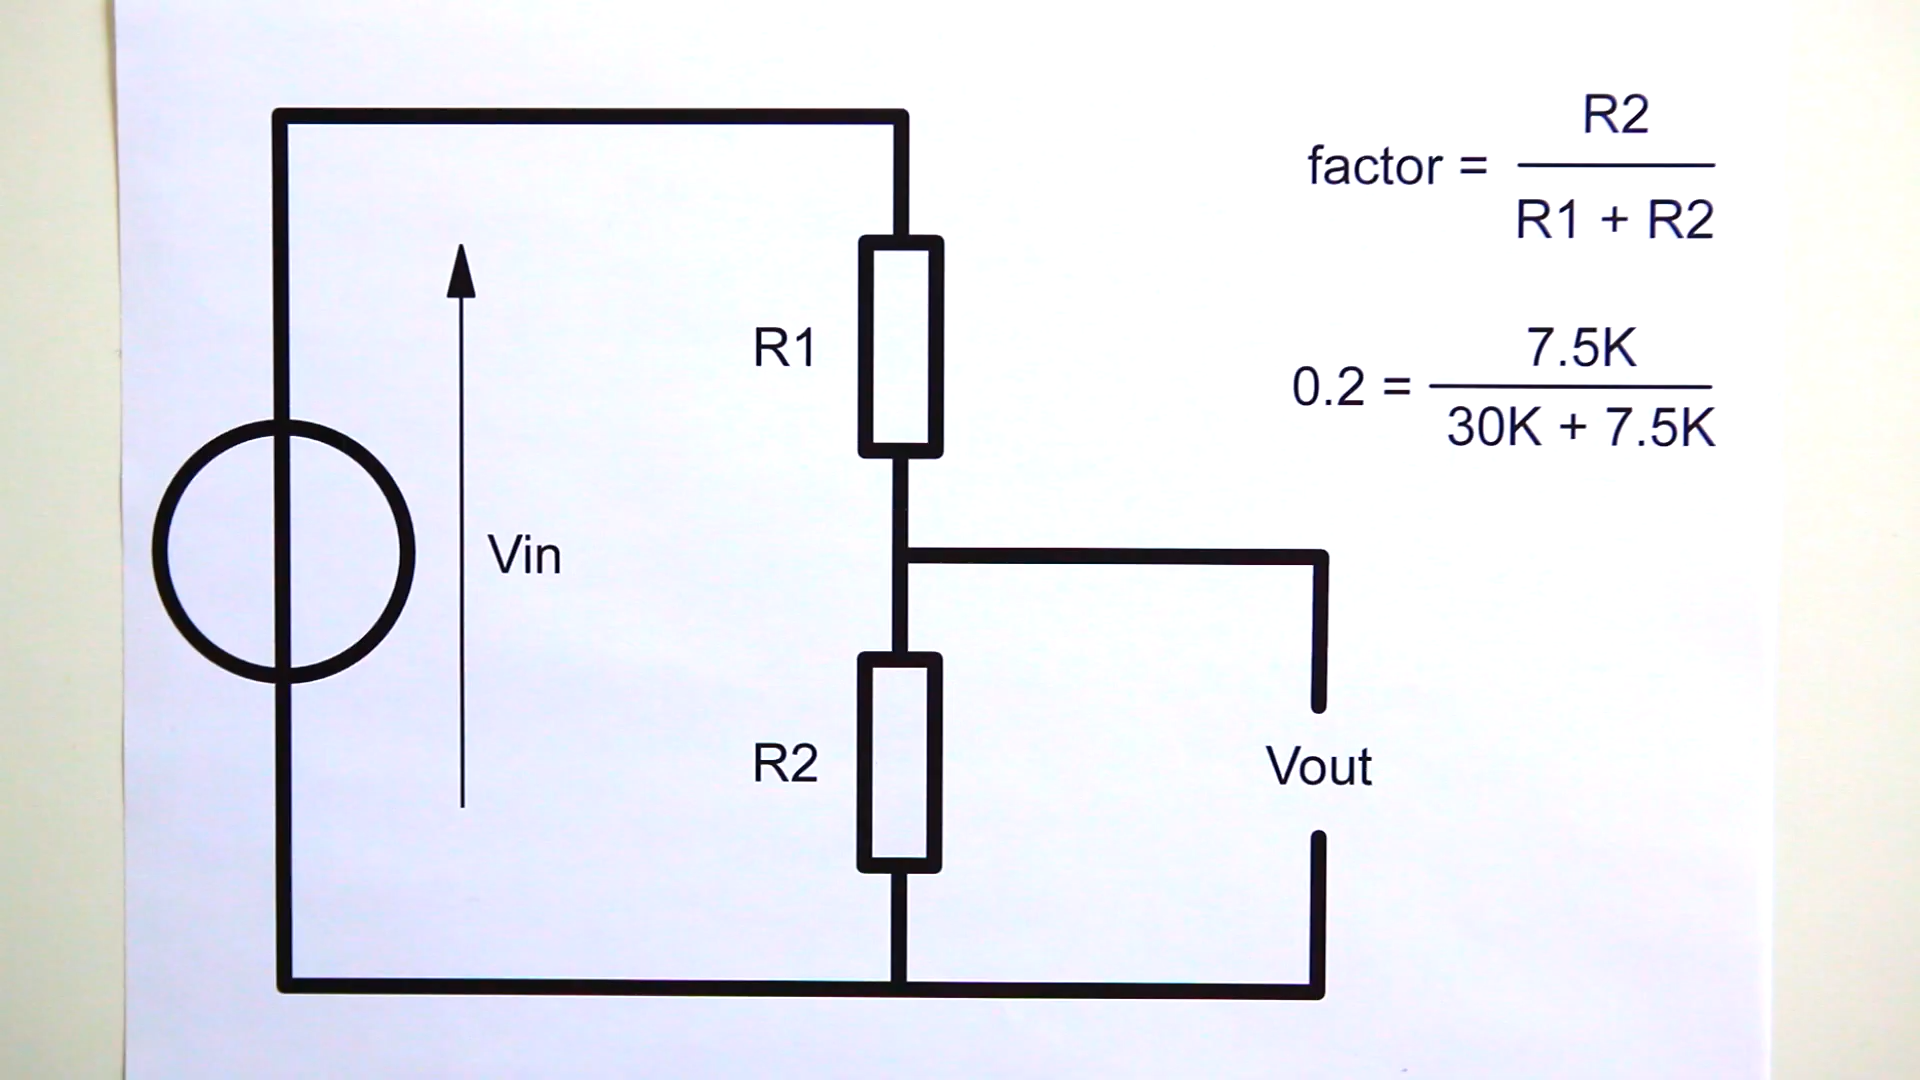 factor = R2 / R1 + R2
0.2 = 7.5K / 30K + 7.5K
R1
Vin
R2
Vout